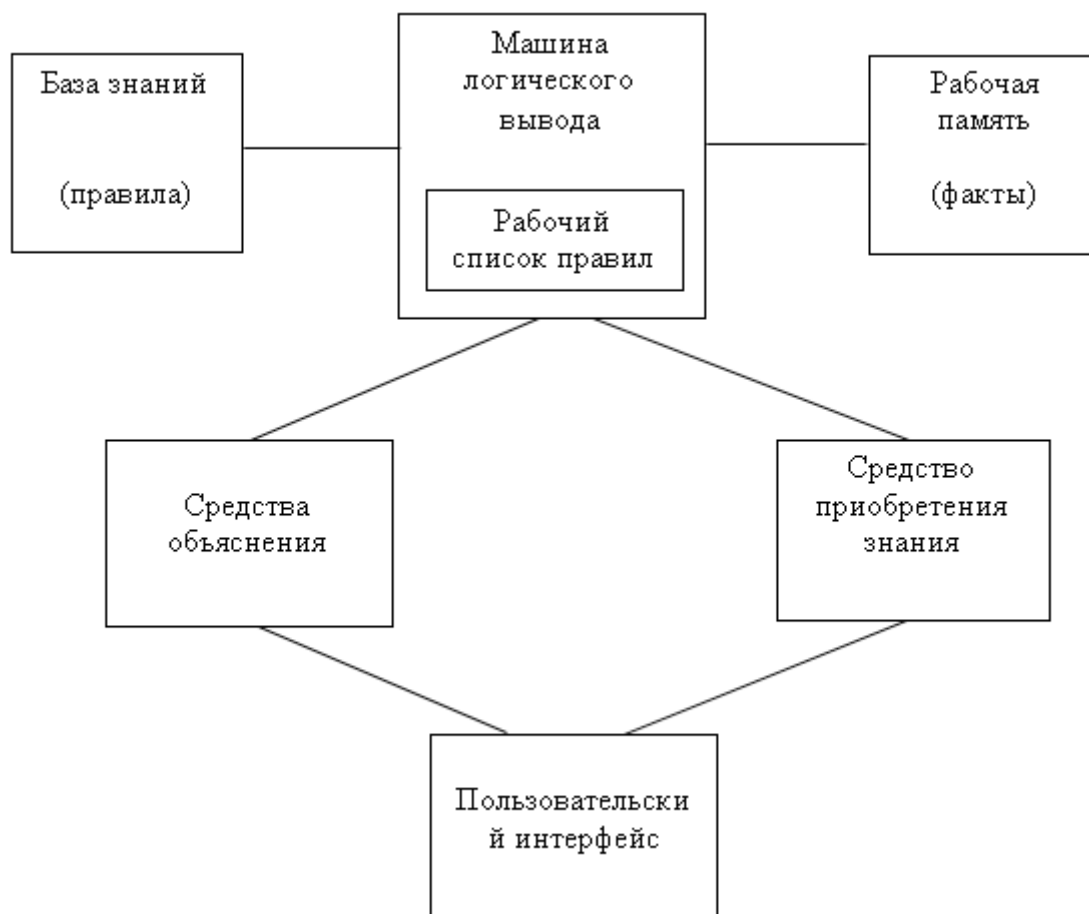 База знаний
(правила)
Машина
логического
вывода
Рабочий
список правил
Рабочая
память
(факты)
Средства
объяснения
Средство
приобретения
знания
Пользовательски
й интерфейс